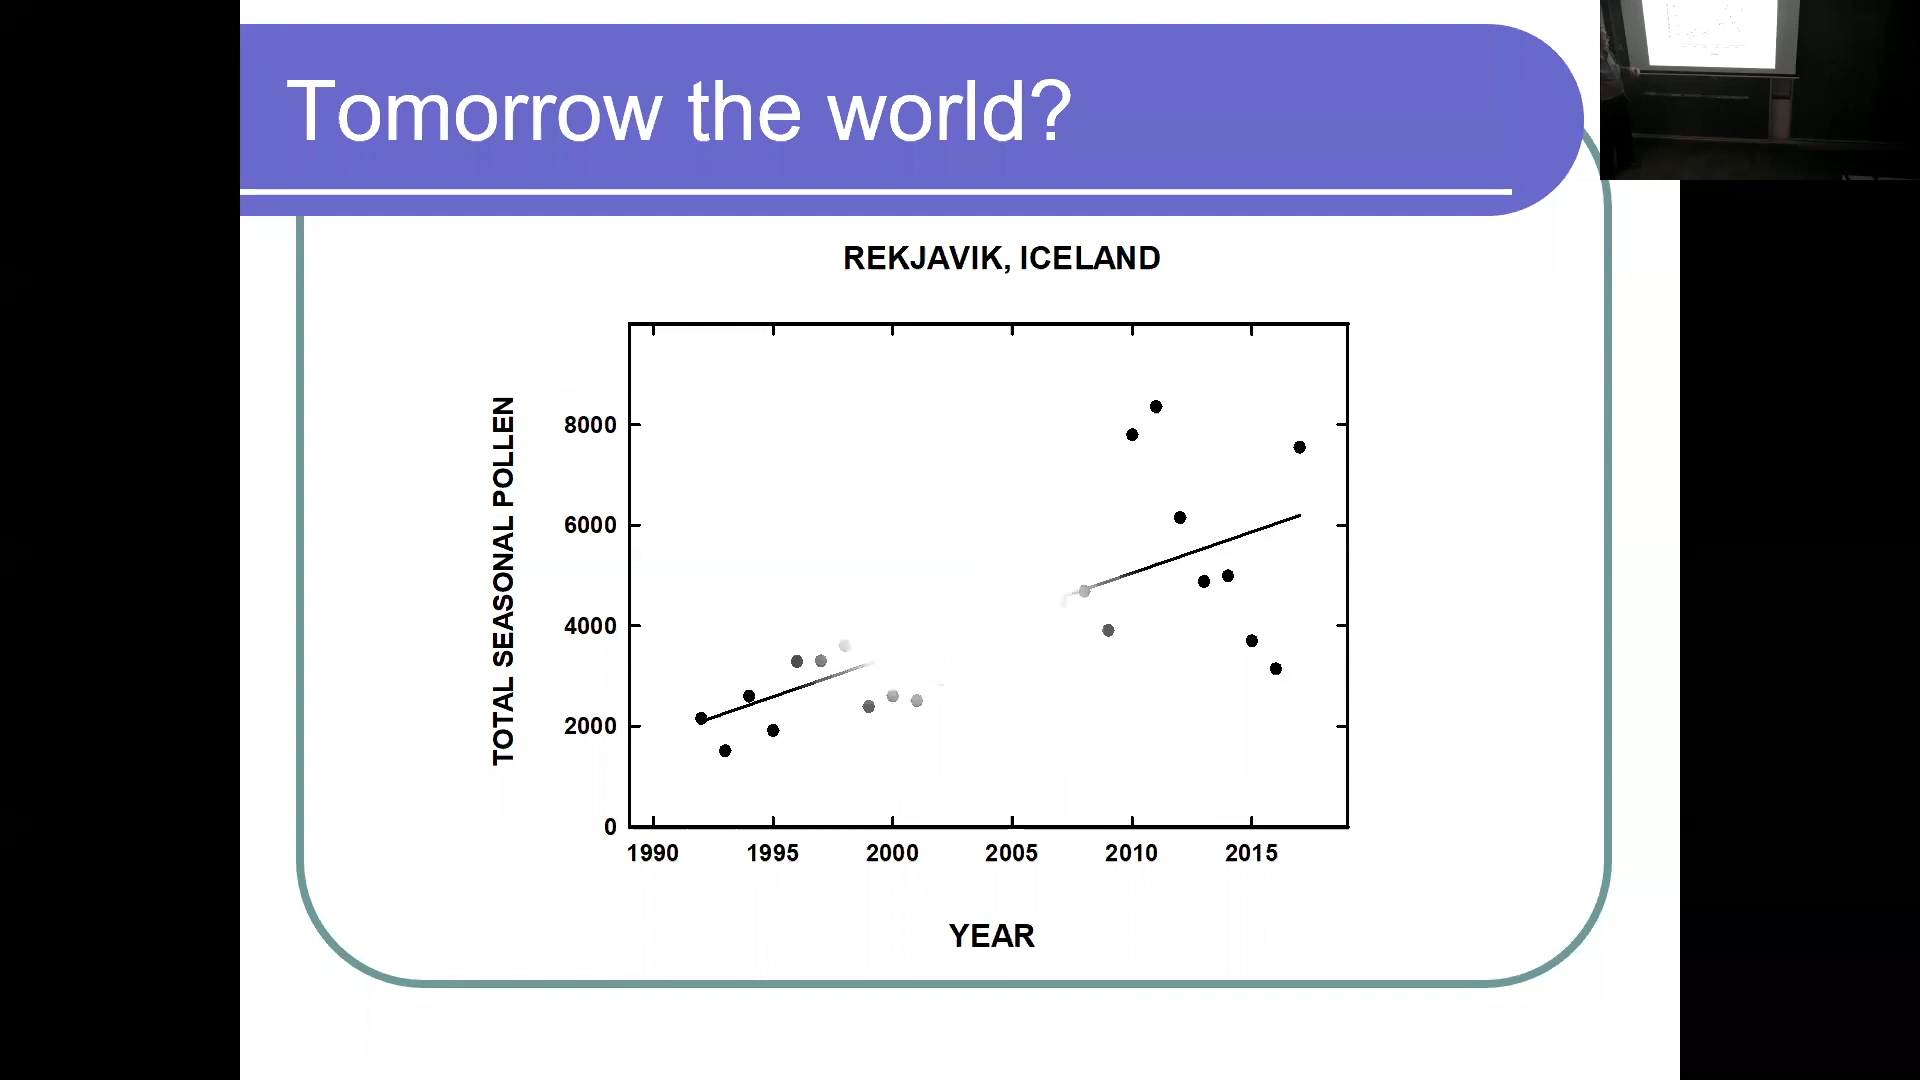 Tomorrow the world?
REKJAVIK, ICELAND
TOTAL SEASONAL POLLEN
8000
6000
4000
2000
0
1990 1995 2000 2005 2010 2015
YEAR